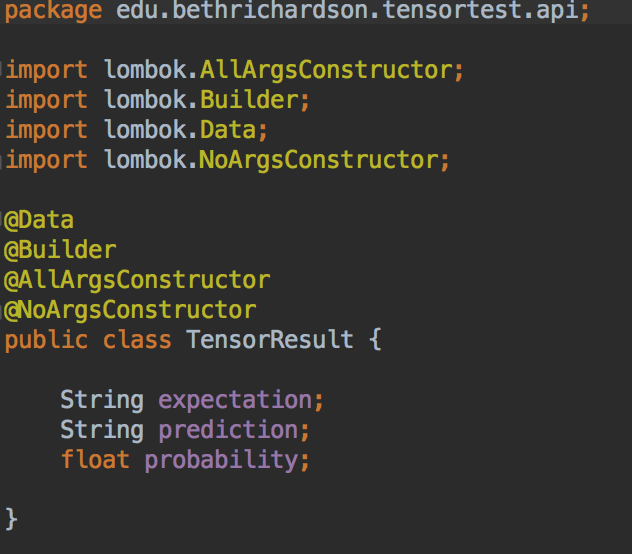 package edu.bethrichardson.tensortest.api;
import lombok.AllArgsConstructor;
import lombok.Builder;
import lombok.Data;
import lombok.NoArgsConstructor;
@Data
@Builder
@AllArgsConstructor
@NoArgsConstructor
public class TensorResult {
String expectation;
String prediction;
float probability;
}